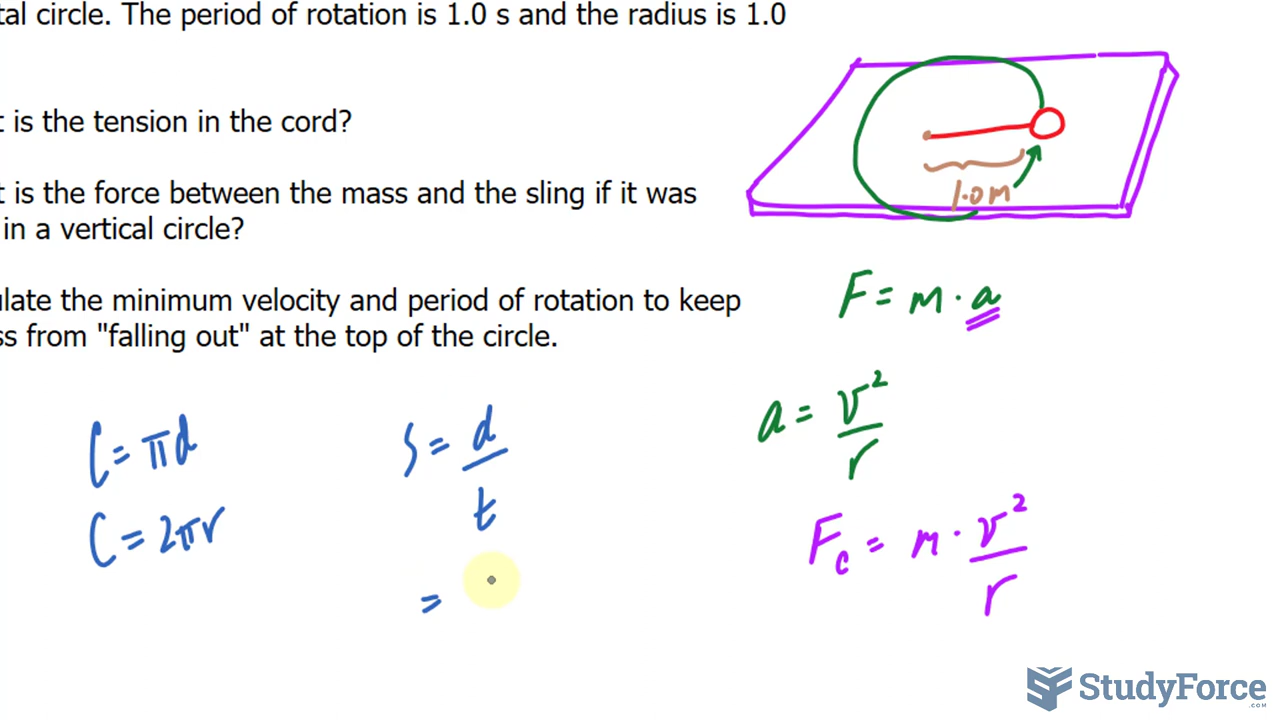 tal circle. The period of rotation is 1.0 s and the radius is 1.0
t is the tension in the cord?
t is the force between the mass and the sling if it was
in a vertical circle?
ulate the minimum velocity and period of rotation to keep
ss from "falling out" at the top of the circle.
1.0 m
F = m · a
a = v²/r
F_c = m · v²/r
C = πd
C = 2πr
S = d/t
=
StudyForce
.COM